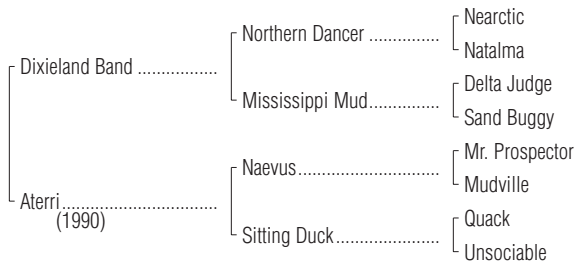 Nearctic
Northern Dancer ...............
Natalma
Dixieland Band .................
Delta Judge
Mississippi Mud...............
Sand Buggy
Mr. Prospector
Naevus..............................
Mudville
Aterri.................................
(1990)
Quack
Sitting Duck......................
Unsociable